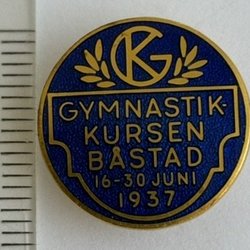 GK
GYMNASTIK-
KURSEN
BÅSTAD
16-30 JUNI
1937